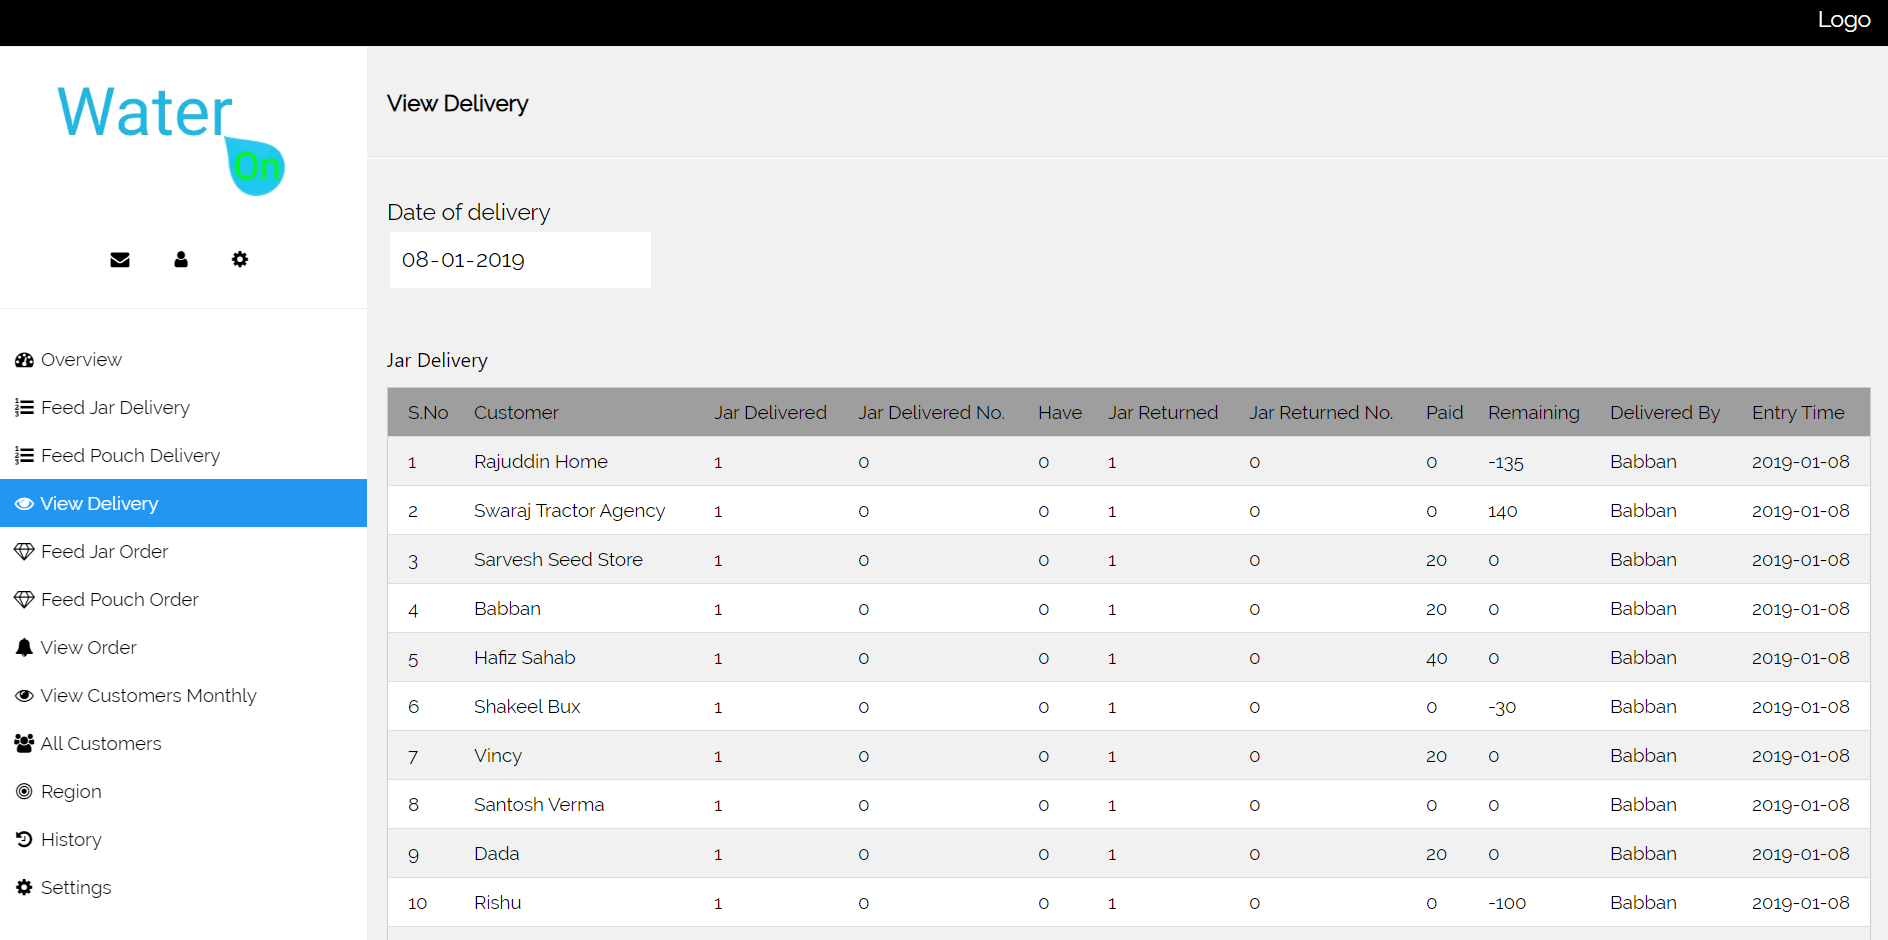 Logo
Water
On
View Delivery
Date of delivery
08-01-2019
Overview
Feed Jar Delivery
Feed Pouch Delivery
View Delivery
Feed Jar Order
Feed Pouch Order
View Order
View Customers Monthly
All Customers
Region
History
Settings
Jar Delivery
S.No Customer Jar Delivered Jar Delivered No. Have Jar Returned Jar Returned No. Paid Remaining Delivered By Entry Time
1 Rajuddin Home 1 0 0 1 0 0 -135 Babban 2019-01-08
2 Swaraj Tractor Agency 1 0 0 1 0 0 140 Babban 2019-01-08
3 Sarvesh Seed Store 1 0 0 1 0 20 0 Babban 2019-01-08
4 Babban 1 0 0 1 0 20 0 Babban 2019-01-08
5 Hafiz Sahab 1 0 0 1 0 40 0 Babban 2019-01-08
6 Shakeel Bux 1 0 0 1 0 0 -30 Babban 2019-01-08
7 Vincy 1 0 0 1 0 20 0 Babban 2019-01-08
8 Santosh Verma 1 0 0 1 0 0 0 Babban 2019-01-08
9 Dada 1 0 0 1 0 20 0 Babban 2019-01-08
10 Rishu 1 0 0 1 0 0 -100 Babban 2019-01-08